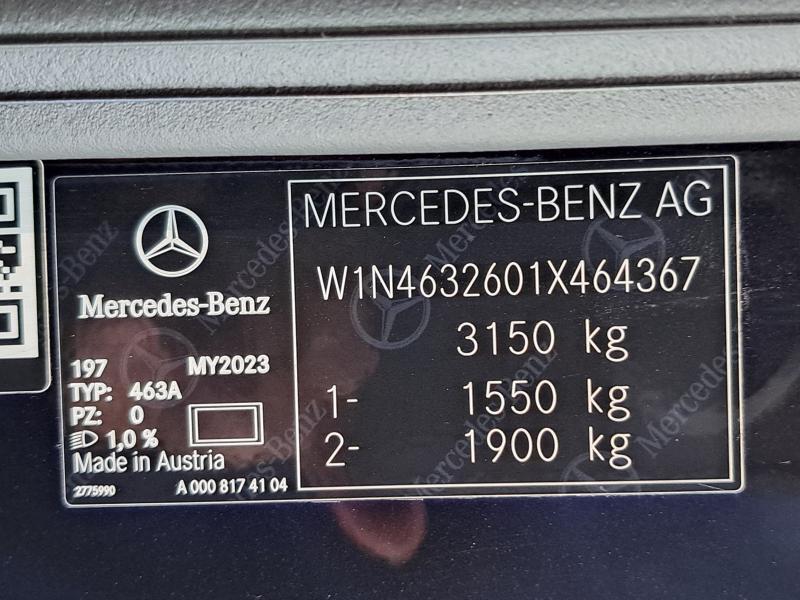 Mercedes-Benz
197 MY2023
TYP: 463A
PZ: 0
1,0 %
Made in Austria
2775990 A 000 817 41 04
MERCEDES-BENZ AG
W1N4632601X464367
3150 kg
1- 1550 kg
2- 1900 kg